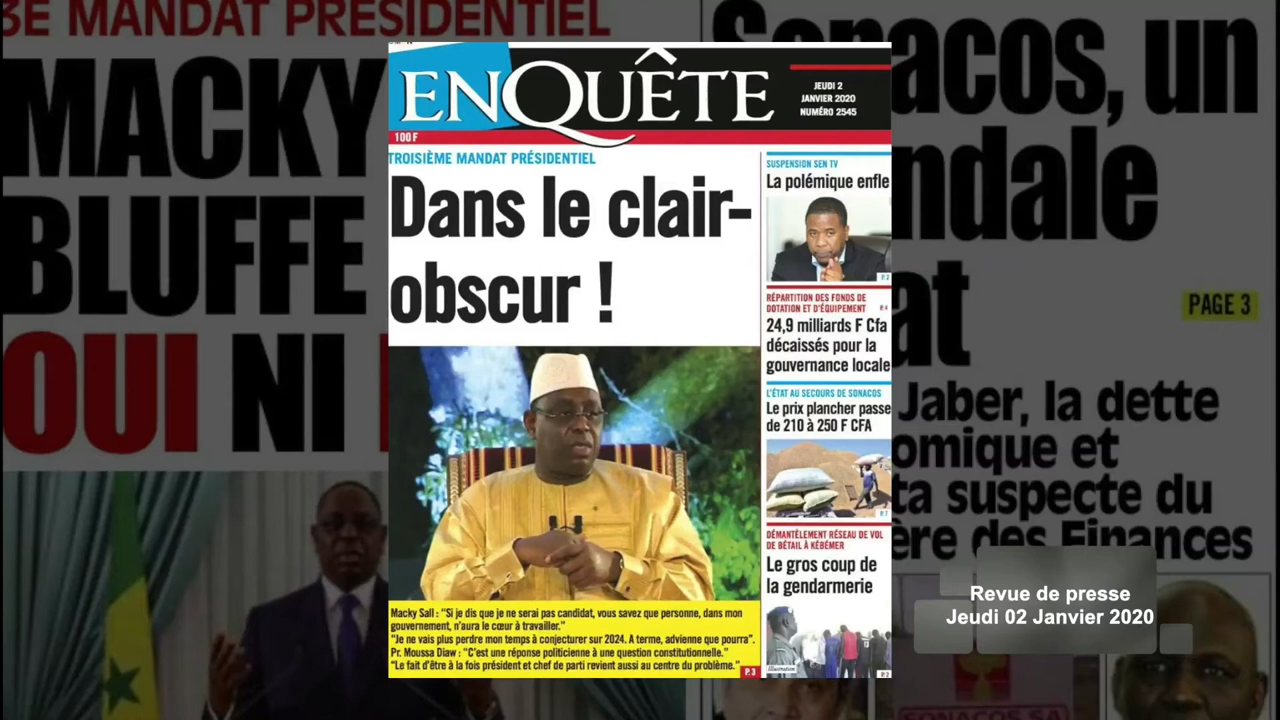 3E MANDAT PRÉSIDENTIEL
MACKY
BLUFFE
OUI NI
ENQUÊTE
JEUDI 2
JANVIER 2020
NUMÉRO 2545
100 F
TROISIÈME MANDAT PRÉSIDENTIEL
Dans le clair-
obscur !
Macky Sall : “Si je dis que je ne serai pas candidat, vous savez que personne, dans mon
gouvernement, n’aura le cœur à travailler.”
“Je ne vais plus perdre mon temps à conjecturer sur 2024. A terme, advienne que pourra”.
Pr. Moussa Diaw : “C’est une réponse politicienne à une question constitutionnelle.”
“Le fait d’être à la fois président et chef de parti revient aussi au centre du problème.”
P.3
SUSPENSION SEN TV
La polémique enfle
P.2
RÉPARTITION DES FONDS DE
DOTATION ET D’ÉQUIPEMENT P.4
24,9 milliards F Cfa
décaissés pour la
gouvernance locale
L’ÉTAT AU SECOURS DE SONACOS
Le prix plancher passe
de 210 à 250 F CFA
P.7
DÉMANTÈLEMENT RÉSEAU DE VOL
DE BÉTAIL À KÉBÉMER
Le gros coup de
la gendarmerie
Illustration
P.2
Sonacos, un
ndale
at
PAGE 3
Jaber, la dette
omique et
ta suspecte du
ère des Finances
SONACOS SA
Revue de presse
Jeudi 02 Janvier 2020